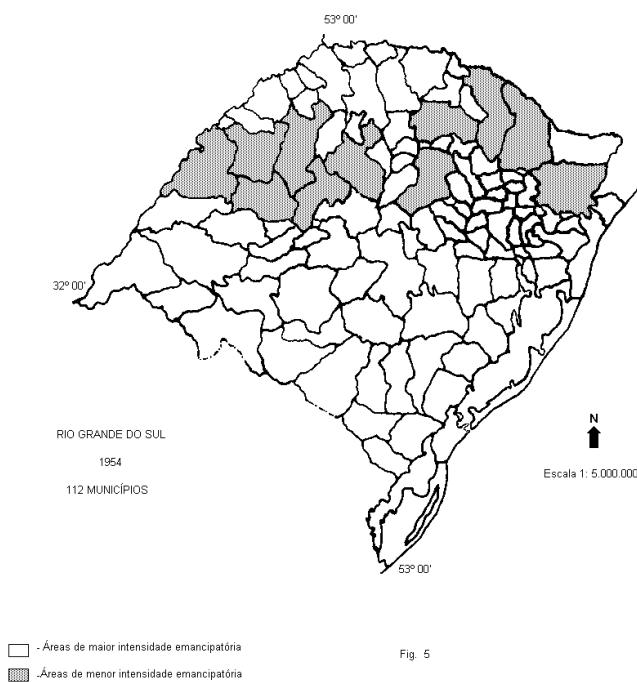 53º 00'
32º 00'
RIO GRANDE DO SUL
1954
112 MUNICÍPIOS
N
Escala 1: 5.000.000
53º 00'
- Áreas de maior intensidade emancipatória
-Áreas de menor intensidade emancipatória
Fig. 5